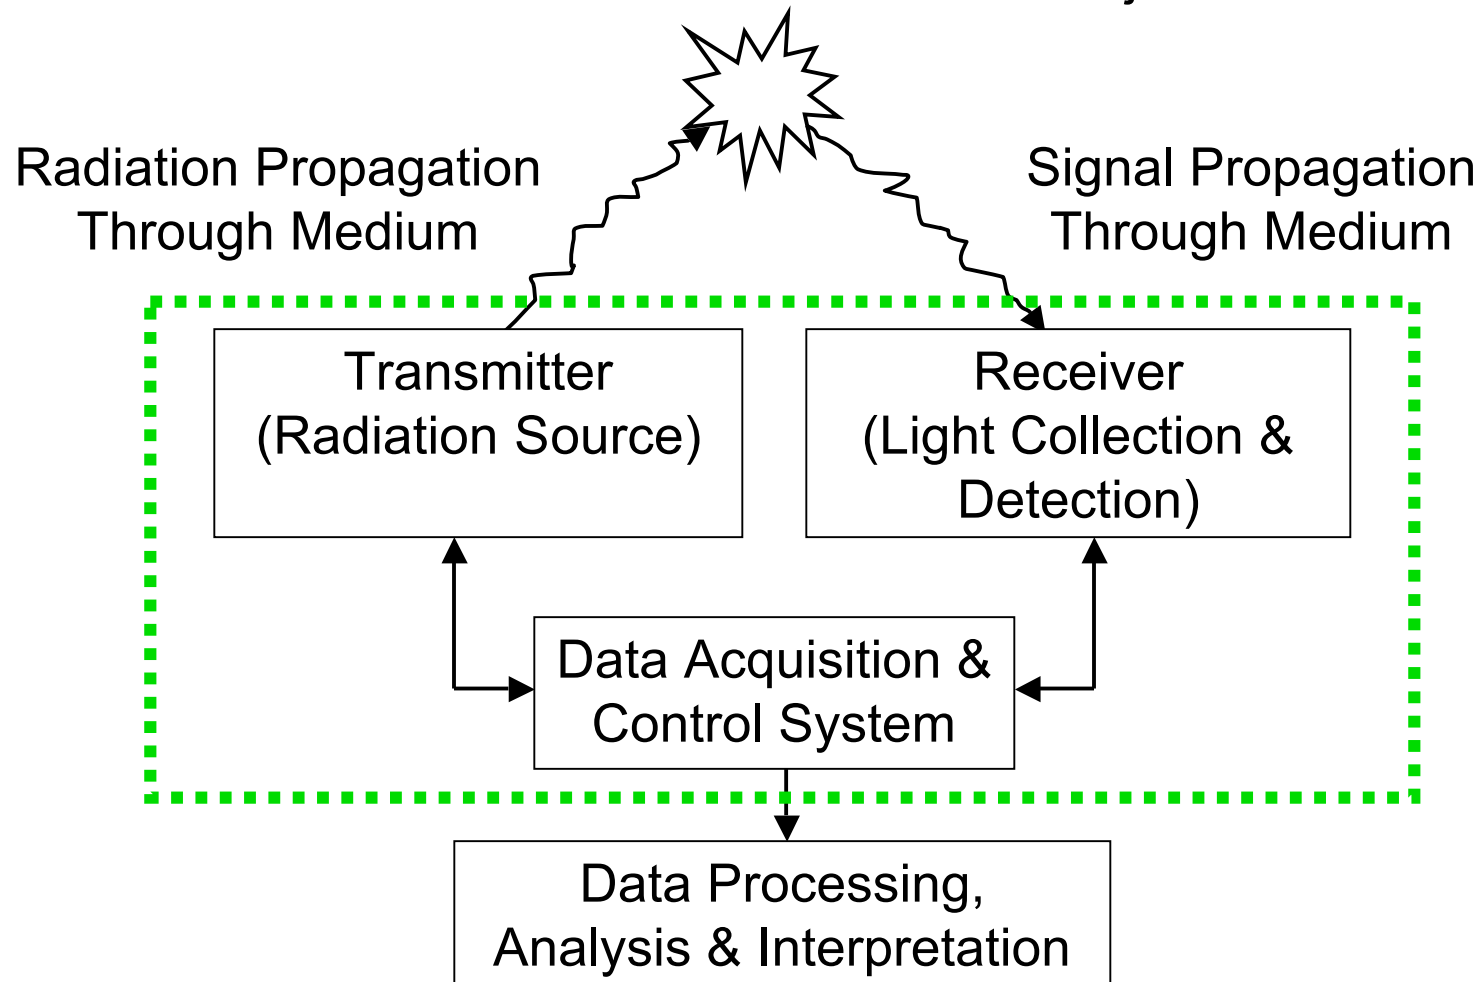 Radiation Propagation
Through Medium
Signal Propagation
Through Medium
Transmitter
(Radiation Source)
Receiver
(Light Collection &
Detection)
Data Acquisition &
Control System
Data Processing,
Analysis & Interpretation